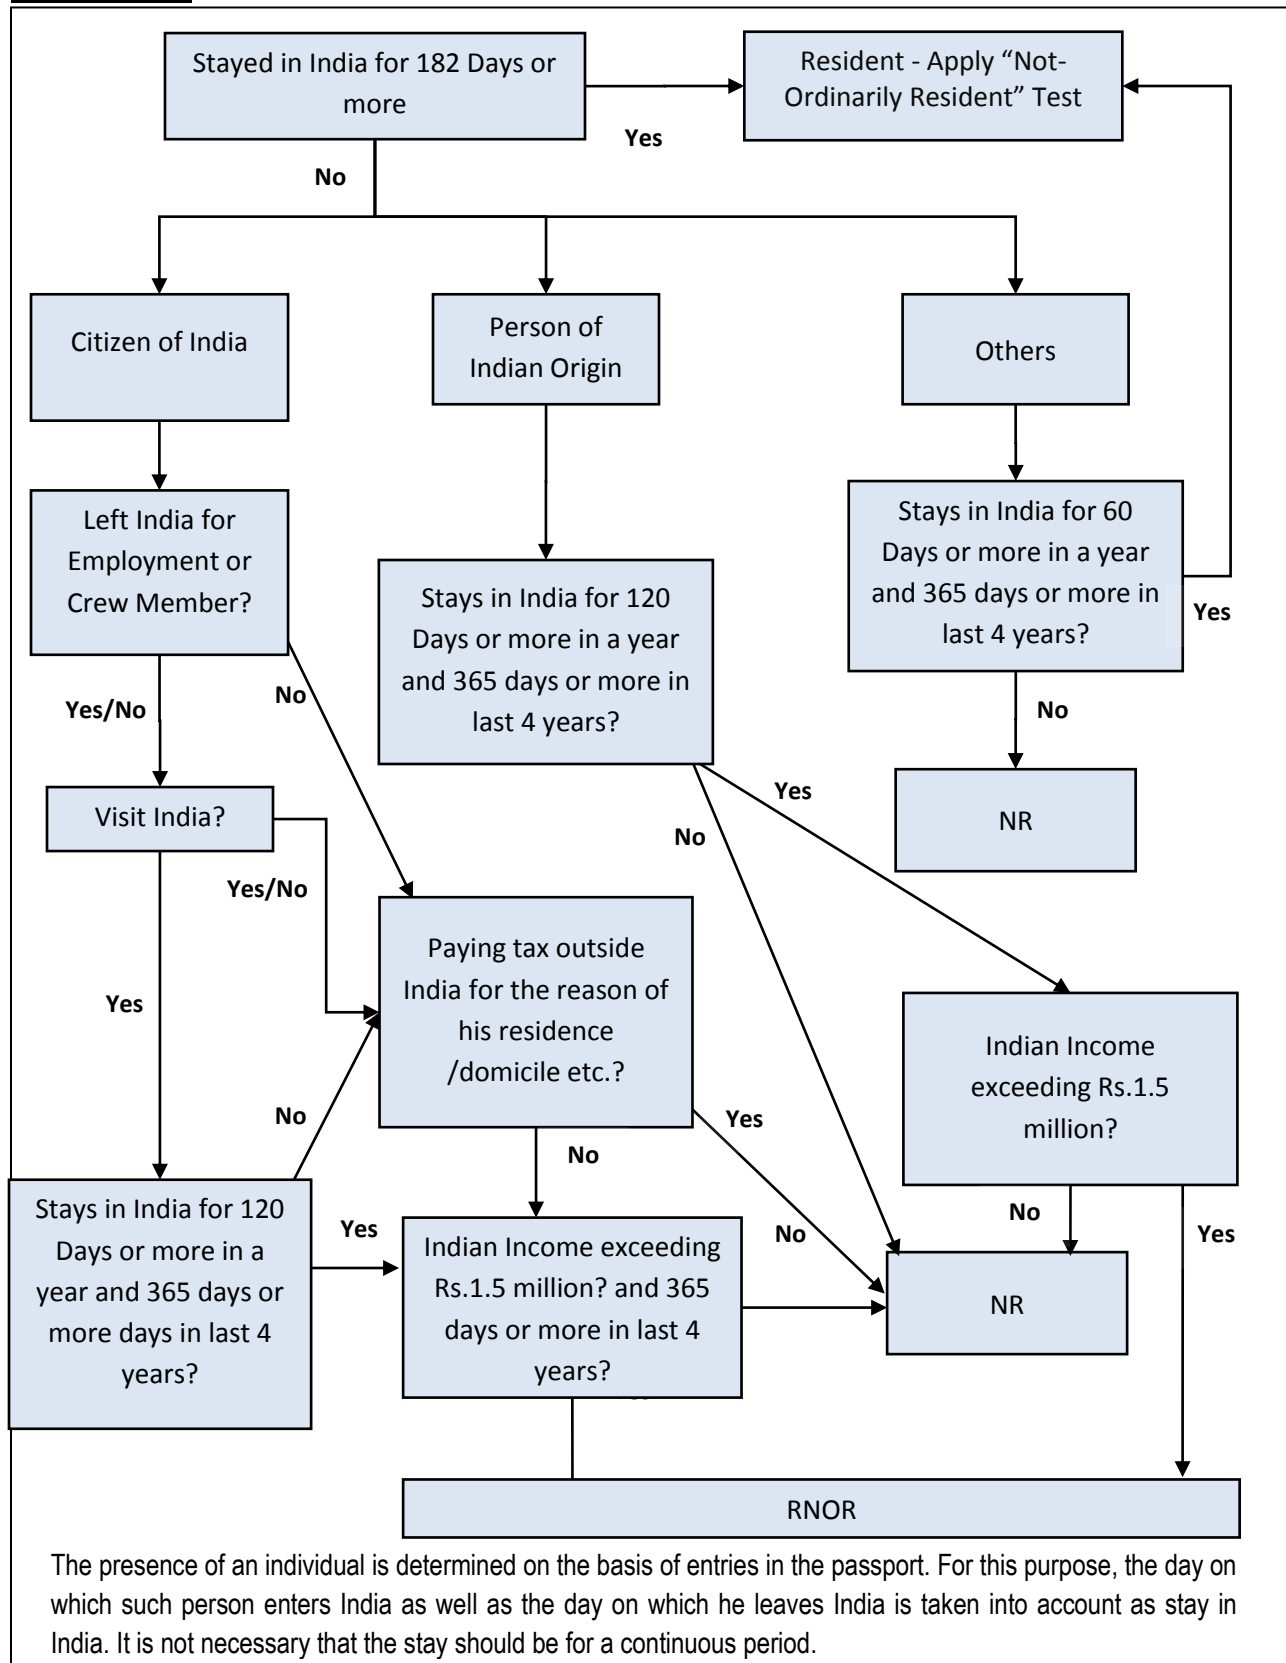 Stayed in India for 182 Days or
more
Resident - Apply “Not-
Ordinarily Resident” Test
Yes
No
Citizen of India
Person of
Indian Origin
Others
Left India for
Employment or
Crew Member?
Stays in India for 120
Days or more in a year
and 365 days or more in
last 4 years?
Stays in India for 60
Days or more in a year
and 365 days or more in
last 4 years?
Yes
Yes/No
No
No
Visit India?
Yes
NR
No
Yes/No
Paying tax outside
India for the reason of
his residence
/domicile etc.?
Yes
Indian Income
exceeding Rs.1.5
million?
No
Yes
No
Stays in India for 120
Days or more in a
year and 365 days or
more days in last 4
years?
Yes
Indian Income exceeding
Rs.1.5 million? and 365
days or more in last 4
years?
No
No
Yes
NR
RNOR
The presence of an individual is determined on the basis of entries in the passport. For this purpose, the day on
which such person enters India as well as the day on which he leaves India is taken into account as stay in
India. It is not necessary that the stay should be for a continuous period.